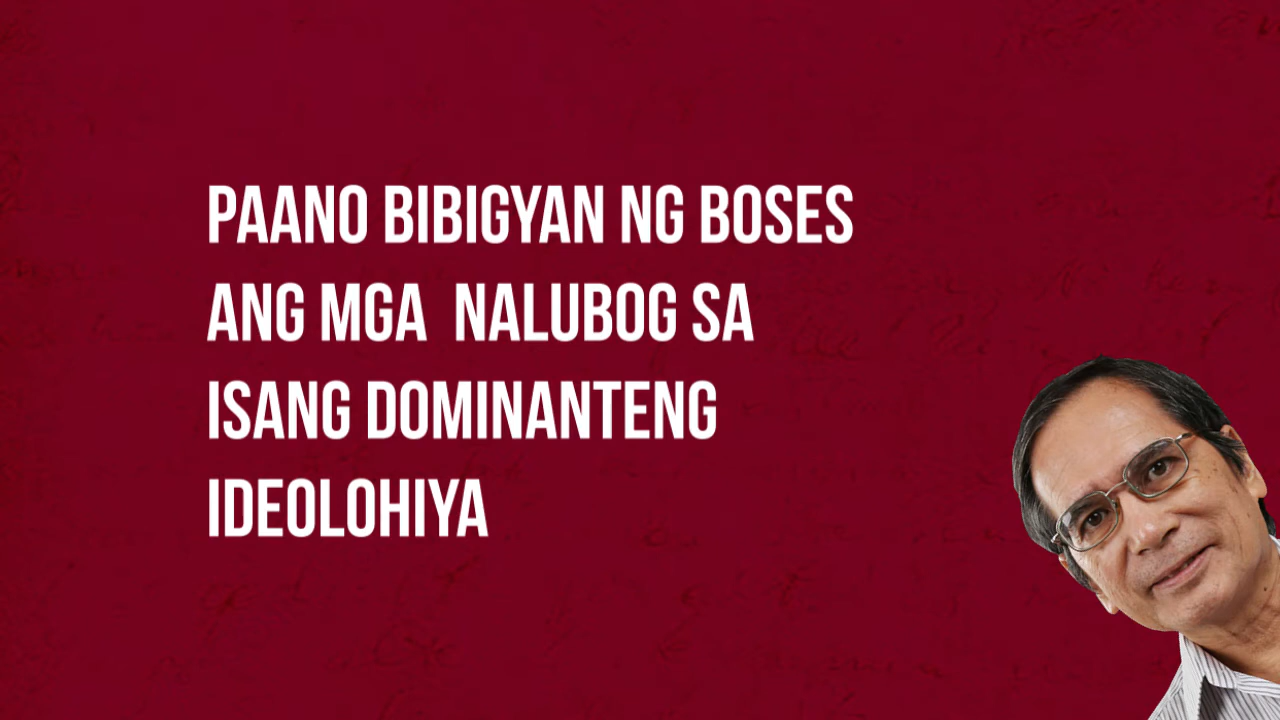 PAANO BIBIGYAN NG BOSES
ANG MGA  NALUBOG SA
ISANG DOMINANTENG
IDEOLOHIYA